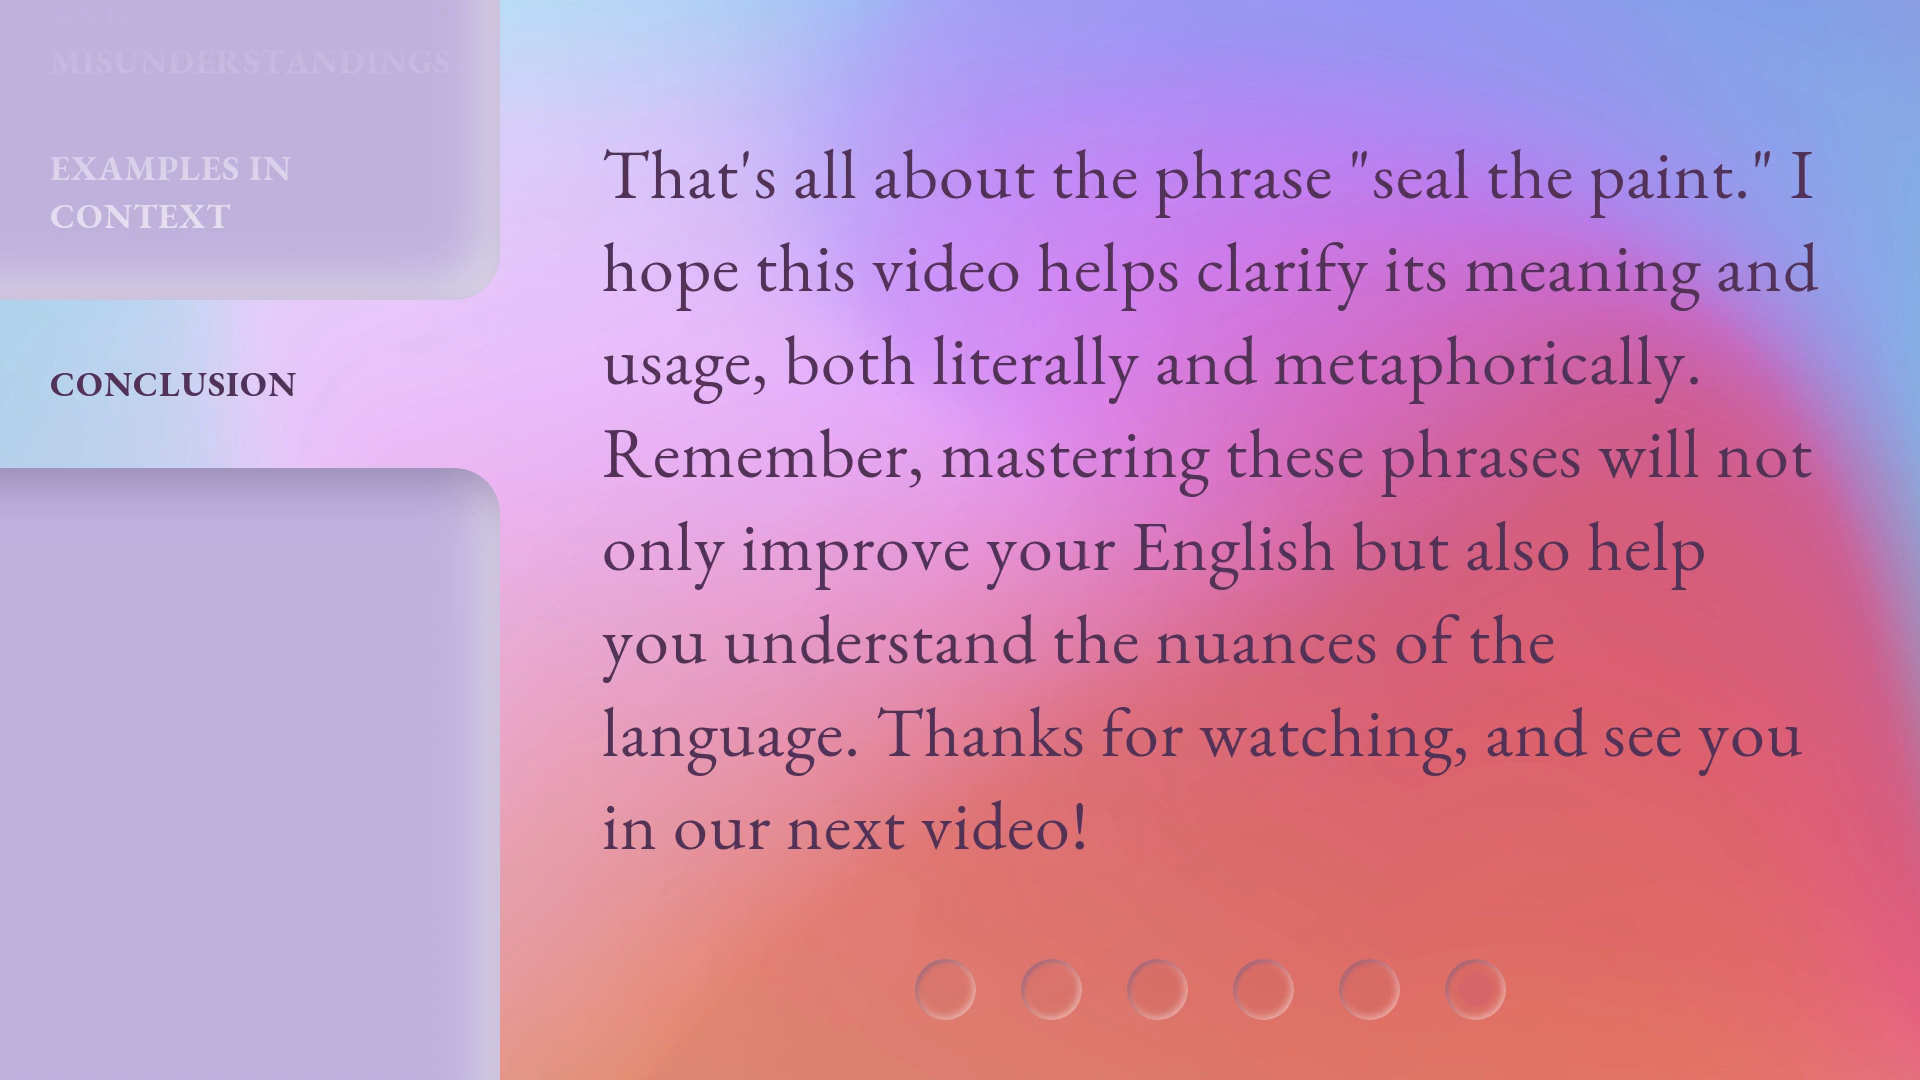 MISUNDERSTANDINGS
EXAMPLES IN
CONTEXT
CONCLUSION
That's all about the phrase "seal the paint." I
hope this video helps clarify its meaning and
usage, both literally and metaphorically.
Remember, mastering these phrases will not
only improve your English but also help
you understand the nuances of the
language. Thanks for watching, and see you
in our next video!